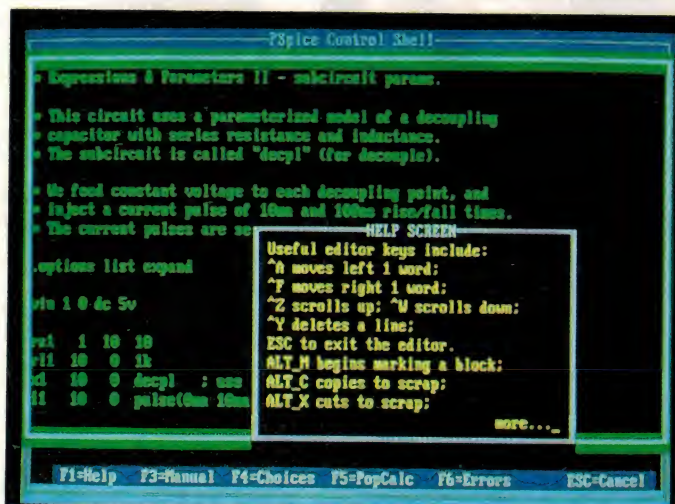 PSpice Control Shell
* Expressions & Parameters II - subcircuit params.
* This circuit uses a parameterized model of a decoupling
* capacitor with series resistance and inductance.
* The subcircuit is called "decpl" (for decouple).
* We feed constant voltage to each decoupling point, and
* inject a current pulse of 10ma and 100ns rise/fall times.
* The current pulses are se
.options list expand
vin 1 0 dc 5v
1 10 10
10 0 1k
10 0 decpl ; use
10 0 pulse(0ma 10ma
HELP SCREEN
Useful editor keys include:
^A moves left 1 word;
^F moves right 1 word;
^Z scrolls up; ^W scrolls down;
^Y deletes a line;
ESC to exit the editor.
ALT_M begins marking a block;
ALT_C copies to scrap;
ALT_X cuts to scrap;
more..._
F1=Help F3=Manual F4=Choices F5=PopCalc F6=Errors ESC=Cancel